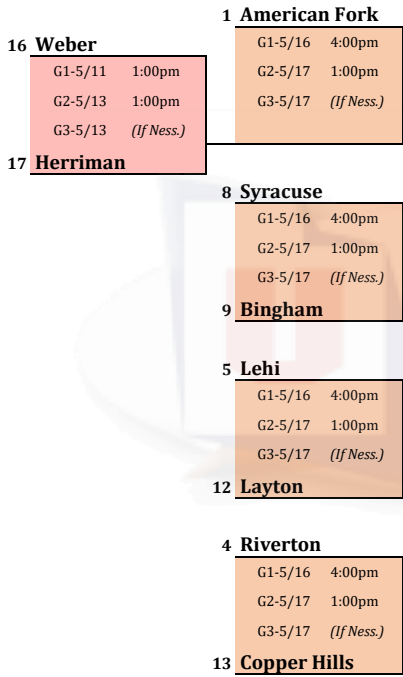 1 American Fork
16 Weber
G1-5/16 4:00pm
G1-5/11 1:00pm
G2-5/17 1:00pm
G2-5/13 1:00pm
G3-5/17 (If Ness.)
G3-5/13 (If Ness.)
17 Herriman
8 Syracuse
G1-5/16 4:00pm
G2-5/17 1:00pm
G3-5/17 (If Ness.)
9 Bingham
5 Lehi
G1-5/16 4:00pm
G2-5/17 1:00pm
G3-5/17 (If Ness.)
12 Layton
4 Riverton
G1-5/16 4:00pm
G2-5/17 1:00pm
G3-5/17 (If Ness.)
13 Copper Hills